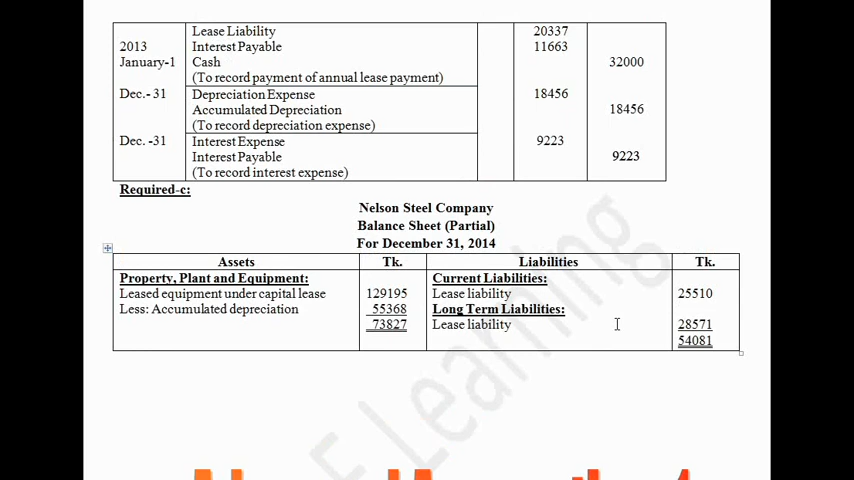 Lease Liability 20337
2013 Interest Payable 11663
January-1 Cash 32000
(To record payment of annual lease payment)
Dec.- 31 Depreciation Expense 18456
Accumulated Depreciation 18456
(To record depreciation expense)
Dec. -31 Interest Expense 9223
Interest Payable 9223
(To record interest expense)
Required-c:
Nelson Steel Company
Balance Sheet (Partial)
For December 31, 2014
Assets Tk. Liabilities Tk.
Property, Plant and Equipment: Current Liabilities:
Leased equipment under capital lease 129195 Lease liability 25510
Less: Accumulated depreciation 55368 Long Term Liabilities:
73827 Lease liability 28571
54081
E Learning